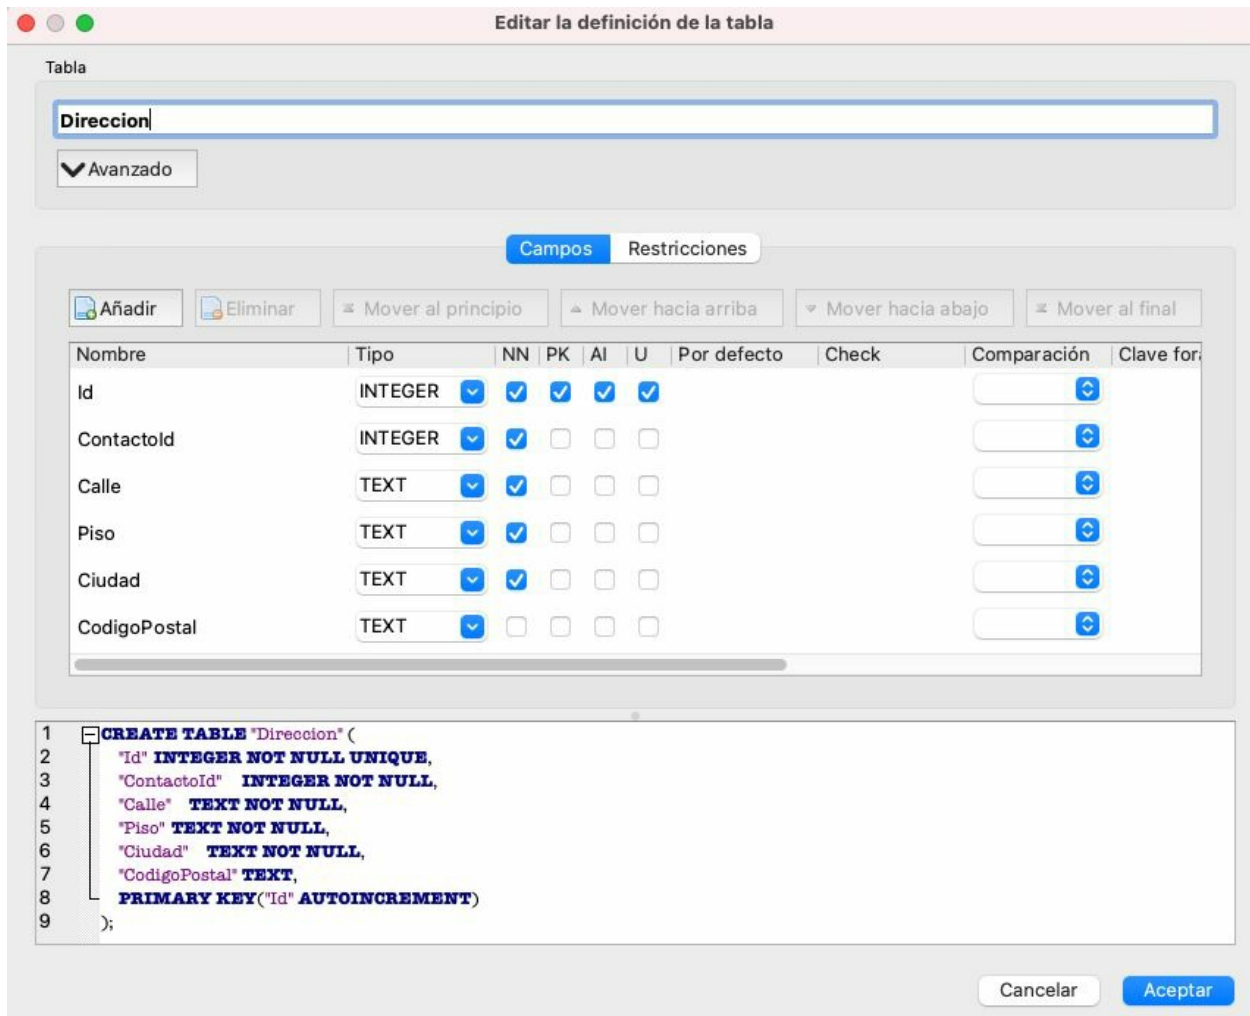 Editar la definición de la tabla
Tabla
Direccion
Avanzado
Campos Restricciones
Añadir Eliminar Mover al principio Mover hacia arriba Mover hacia abajo Mover al final
Nombre Tipo NN PK AI U Por defecto Check Comparación Clave for
Id INTEGER
ContactoId INTEGER
Calle TEXT
Piso TEXT
Ciudad TEXT
CodigoPostal TEXT
1 CREATE TABLE "Direccion" (
2 "Id" INTEGER NOT NULL UNIQUE,
3 "ContactoId" INTEGER NOT NULL,
4 "Calle" TEXT NOT NULL,
5 "Piso" TEXT NOT NULL,
6 "Ciudad" TEXT NOT NULL,
7 "CodigoPostal" TEXT,
8 PRIMARY KEY("Id" AUTOINCREMENT)
9 );
Cancelar Aceptar